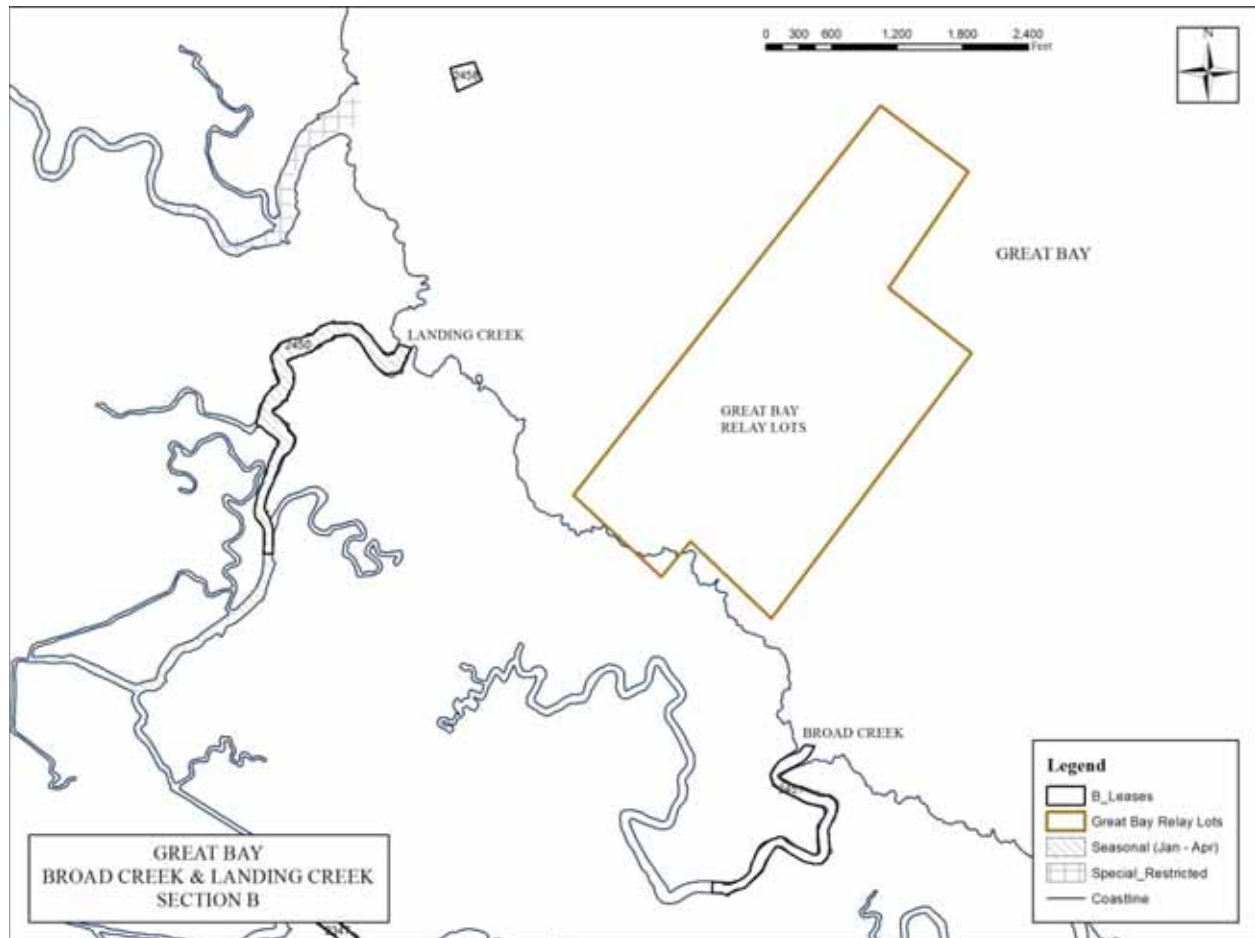 0 300 600 1,200 1,800 2,400
Feet
N
2458
GREAT BAY
LANDING CREEK
GREAT BAY
RELAY LOTS
BROAD CREEK
Legend
B_Leases
Great Bay Relay Lots
Seasonal (Jan - Apr)
Special_Restricted
Coastline
GREAT BAY
BROAD CREEK & LANDING CREEK
SECTION B